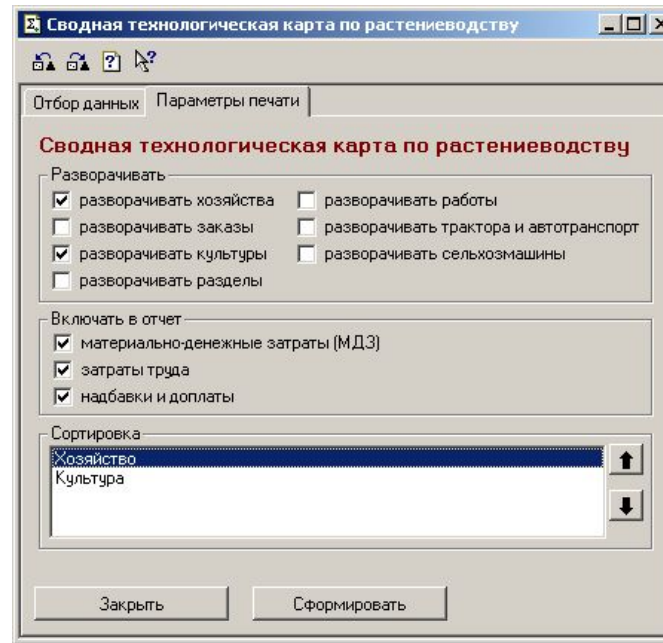 Сводная технологическая карта по растениеводству
Отбор данных Параметры печати
Сводная технологическая карта по растениеводству
Разворачивать
разворачивать хозяйства разворачивать работы
разворачивать заказы разворачивать трактора и автотранспорт
разворачивать культуры разворачивать сельхозмашины
разворачивать разделы
Включать в отчет
материально-денежные затраты (МДЗ)
затраты труда
надбавки и доплаты
Сортировка
Хозяйство
Культура
Закрыть Сформировать